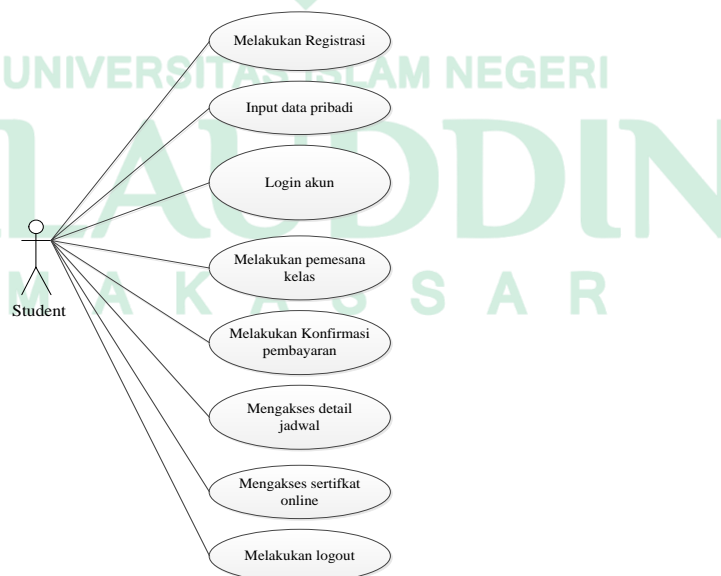 Melakukan Registrasi
UNIVERSITAS ISLAM NEGERI
Input data pribadi
ALAUDDIN
Login akun
Melakukan pemesana
kelas
MAKASSAR
Student
Melakukan Konfirmasi
pembayaran
Mengakses detail
jadwal
Mengakses sertifkat
online
Melakukan logout